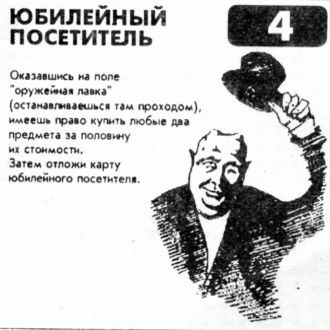 ЮБИЛЕЙНЫЙ
ПОСЕТИТЕЛЬ
4
Оказавшись на поле
"оружейная лавка"
(останавливаешься там проходом),
имеешь право купить любые два
предмета за половину
их стоимости.
Затем отложи карту
юбилейного посетителя.